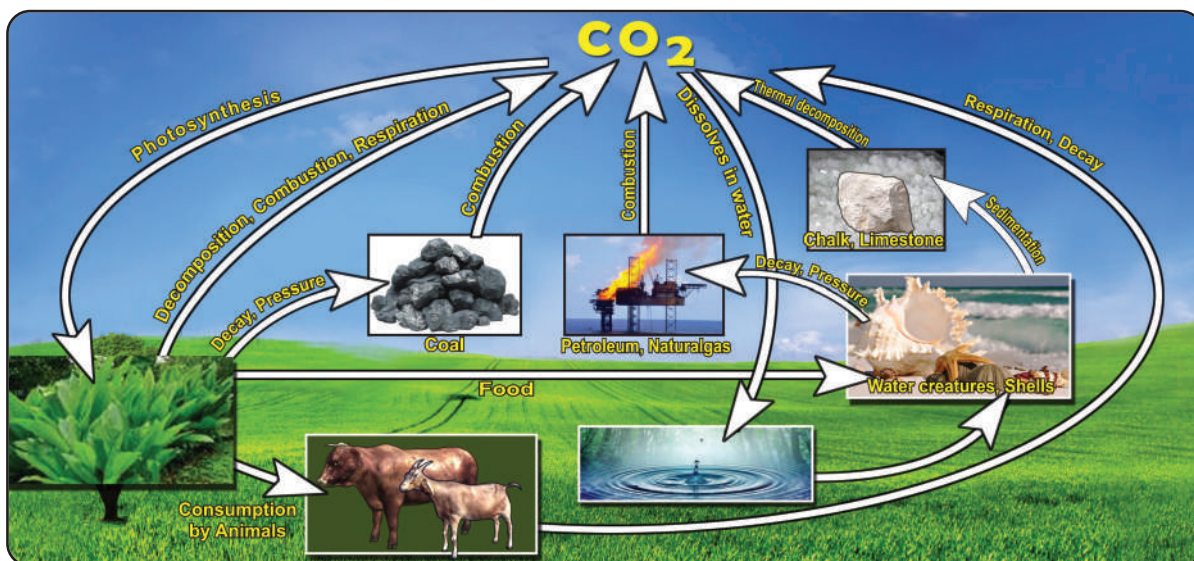 CO2
Photosynthesis
Decomposition, Combustion, Respiration
Combustion
Combustion
Dissolves in water
Thermal decomposition
Respiration, Decay
Chalk, Limestone
Sedimentation
Decay, Pressure
Decay, Pressure
Coal
Petroleum, Naturalgas
Water creatures, Shells
Food
Consumption
by Animals